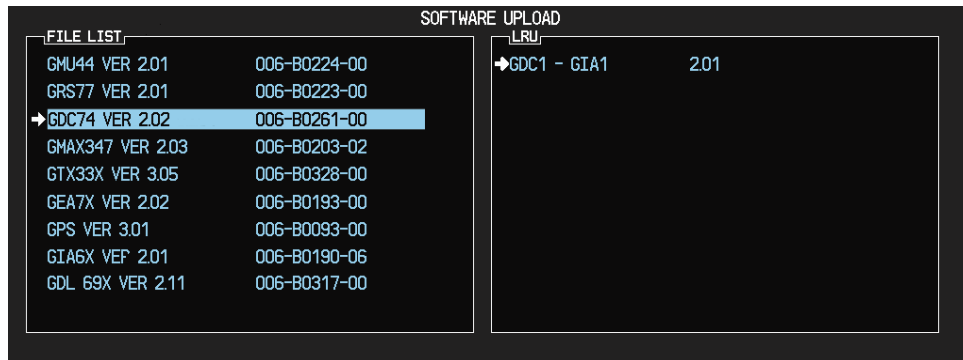 SOFTWARE UPLOAD
FILE LIST
GMU44 VER 2.01 006-B0224-00
GRS77 VER 2.01 006-B0223-00
GDC74 VER 2.02 006-B0261-00
GMAX347 VER 2.03 006-B0203-02
GTX33X VER 3.05 006-B0328-00
GEA7X VER 2.02 006-B0193-00
GPS VER 3.01 006-B0093-00
GIA6X VEF 2.01 006-B0190-06
GDL 69X VER 2.11 006-B0317-00
LRU
GDC1 - GIA1 2.01